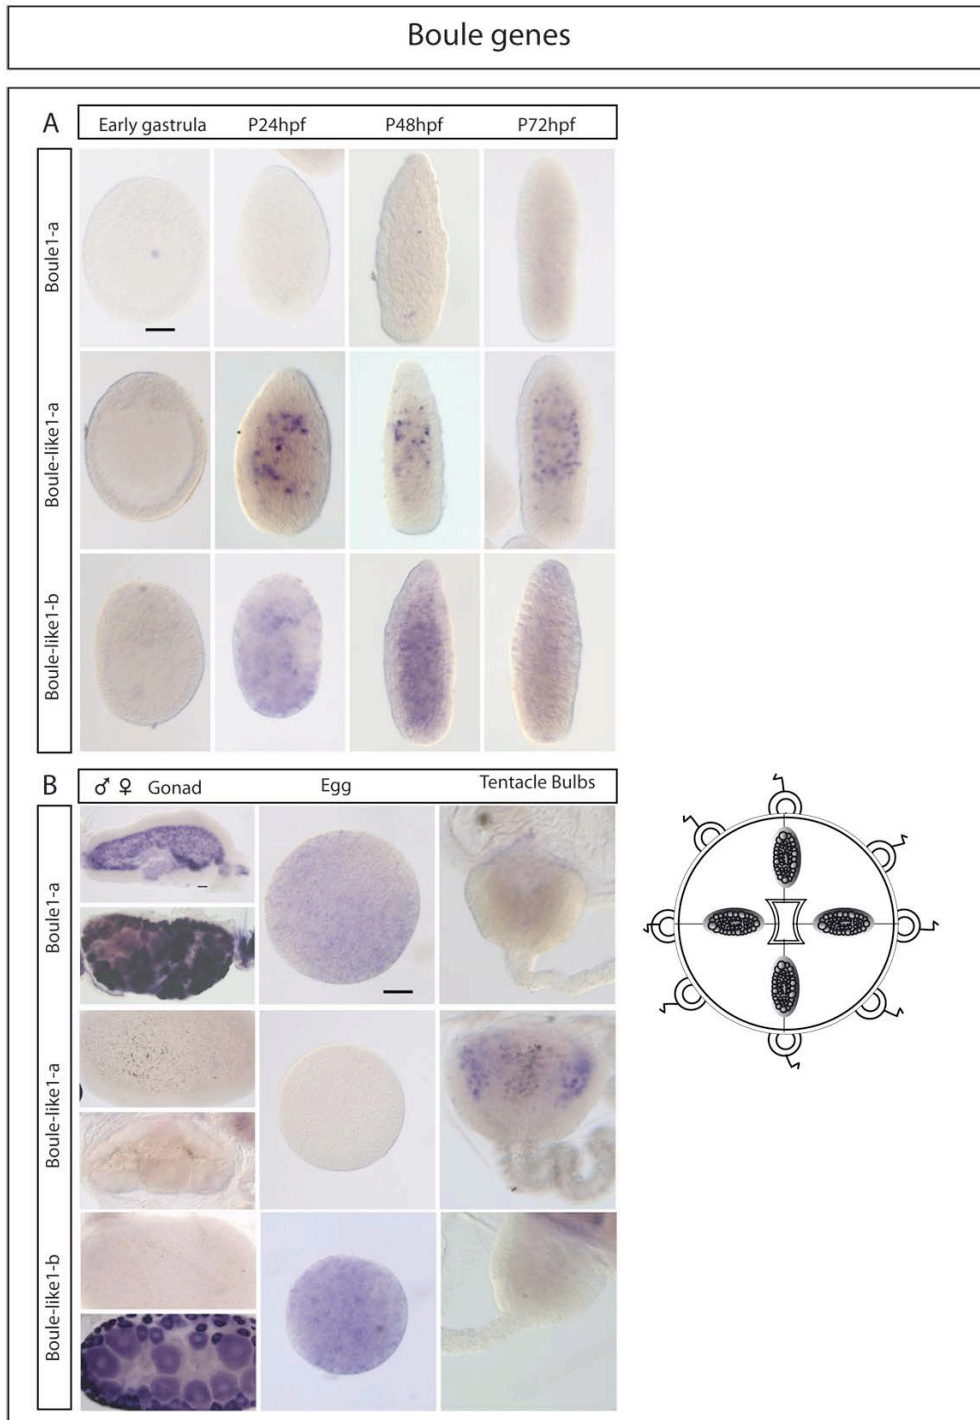 Boule genes
A
Early gastrula P24hpf P48hpf P72hpf
Boule1-a
Boule-like1-a
Boule-like1-b
B
♂ ♀ Gonad Egg Tentacle Bulbs
Boule1-a
Boule-like1-a
Boule-like1-b